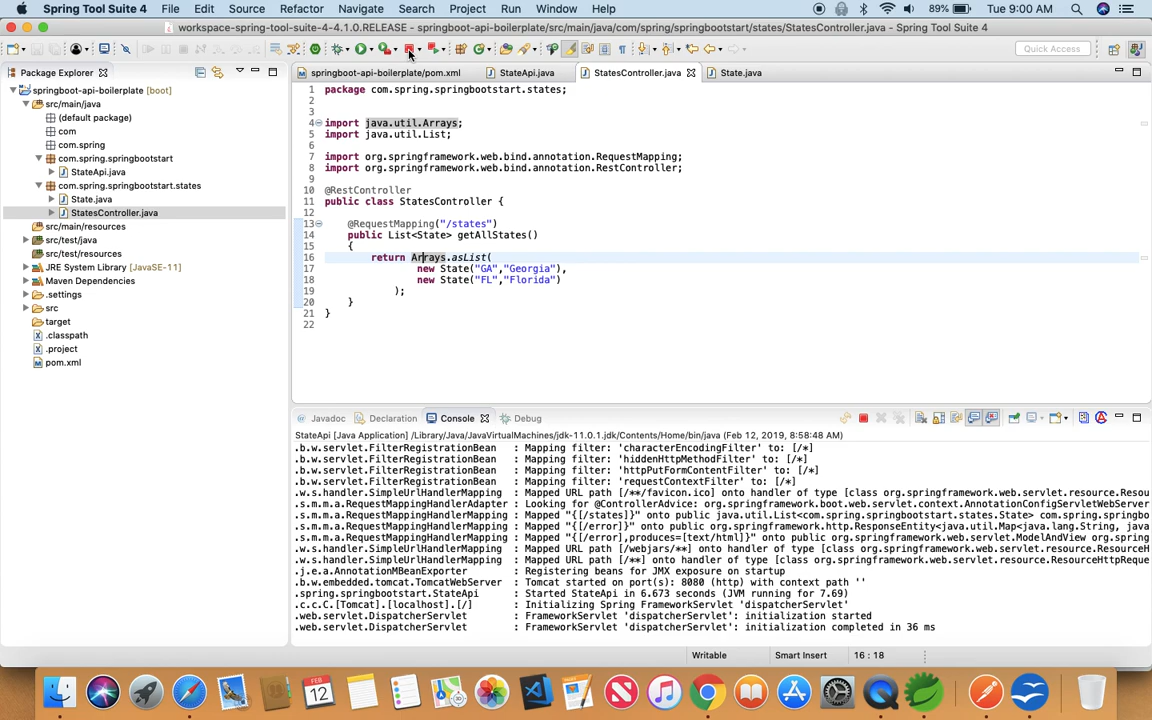 Spring Tool Suite 4 File Edit Source Refactor Navigate Search Project Run Window Help 89% Tue 9:00 AM
workspace-spring-tool-suite-4-4.1.0.RELEASE - springboot-api-boilerplate/src/main/java/com/spring/springbootstart/states/StatesController.java - Spring Tool Suite 4
Quick Access
Package Explorer
springboot-api-boilerplate [boot]
src/main/java
(default package)
com
com.spring
com.spring.springbootstart
StateApi.java
com.spring.springbootstart.states
State.java
StatesController.java
src/main/resources
src/test/java
src/test/resources
JRE System Library [JavaSE-11]
Maven Dependencies
.settings
src
target
.classpath
.project
pom.xml
springboot-api-boilerplate/pom.xml StateApi.java StatesController.java State.java
1 package com.spring.springbootstart.states;
2
3
4 import java.util.Arrays;
5 import java.util.List;
6
7 import org.springframework.web.bind.annotation.RequestMapping;
8 import org.springframework.web.bind.annotation.RestController;
9
10 @RestController
11 public class StatesController {
12
13 @RequestMapping("/states")
14 public List<State> getAllStates()
15 {
16 return Arrays.asList(
17 new State("GA","Georgia"),
18 new State("FL","Florida")
19 );
20 }
21 }
22
Javadoc Declaration Console Debug
StateApi [Java Application] /Library/Java/JavaVirtualMachines/jdk-11.0.1.jdk/Contents/Home/bin/java (Feb 12, 2019, 8:58:48 AM)
.b.w.servlet.FilterRegistrationBean : Mapping filter: 'characterEncodingFilter' to: [/*]
.b.w.servlet.FilterRegistrationBean : Mapping filter: 'hiddenHttpMethodFilter' to: [/*]
.b.w.servlet.FilterRegistrationBean : Mapping filter: 'httpPutFormContentFilter' to: [/*]
.b.w.servlet.FilterRegistrationBean : Mapping filter: 'requestContextFilter' to: [/*]
.w.s.handler.SimpleUrlHandlerMapping : Mapped URL path [/**/favicon.ico] onto handler of type [class org.springframework.web.servlet.resource.Resou
.s.m.m.a.RequestMappingHandlerAdapter : Looking for @ControllerAdvice: org.springframework.boot.web.servlet.context.AnnotationConfigServletWebServer
.s.m.m.a.RequestMappingHandlerMapping : Mapped "{[/states]}" onto public java.util.List<com.spring.springbootstart.states.State> com.spring.springbo
.s.m.m.a.RequestMappingHandlerMapping : Mapped "{[/error]}" onto public org.springframework.http.ResponseEntity<java.util.Map<java.lang.String, java
.s.m.m.a.RequestMappingHandlerMapping : Mapped "{[/error],produces=[text/html]}" onto public org.springframework.web.servlet.ModelAndView org.spring
.w.s.handler.SimpleUrlHandlerMapping : Mapped URL path [/webjars/**] onto handler of type [class org.springframework.web.servlet.resource.ResourceH
.w.s.handler.SimpleUrlHandlerMapping : Mapped URL path [/**] onto handler of type [class org.springframework.web.servlet.resource.ResourceHttpReque
.j.e.a.AnnotationMBeanExporter : Registering beans for JMX exposure on startup
.b.w.embedded.tomcat.TomcatWebServer : Tomcat started on port(s): 8080 (http) with context path ''
.spring.springbootstart.StateApi : Started StateApi in 6.673 seconds (JVM running for 7.69)
.c.c.C.[Tomcat].[localhost].[/] : Initializing Spring FrameworkServlet 'dispatcherServlet'
.web.servlet.DispatcherServlet : FrameworkServlet 'dispatcherServlet': initialization started
.web.servlet.DispatcherServlet : FrameworkServlet 'dispatcherServlet': initialization completed in 36 ms
Writable Smart Insert 16 : 18
FEB
12